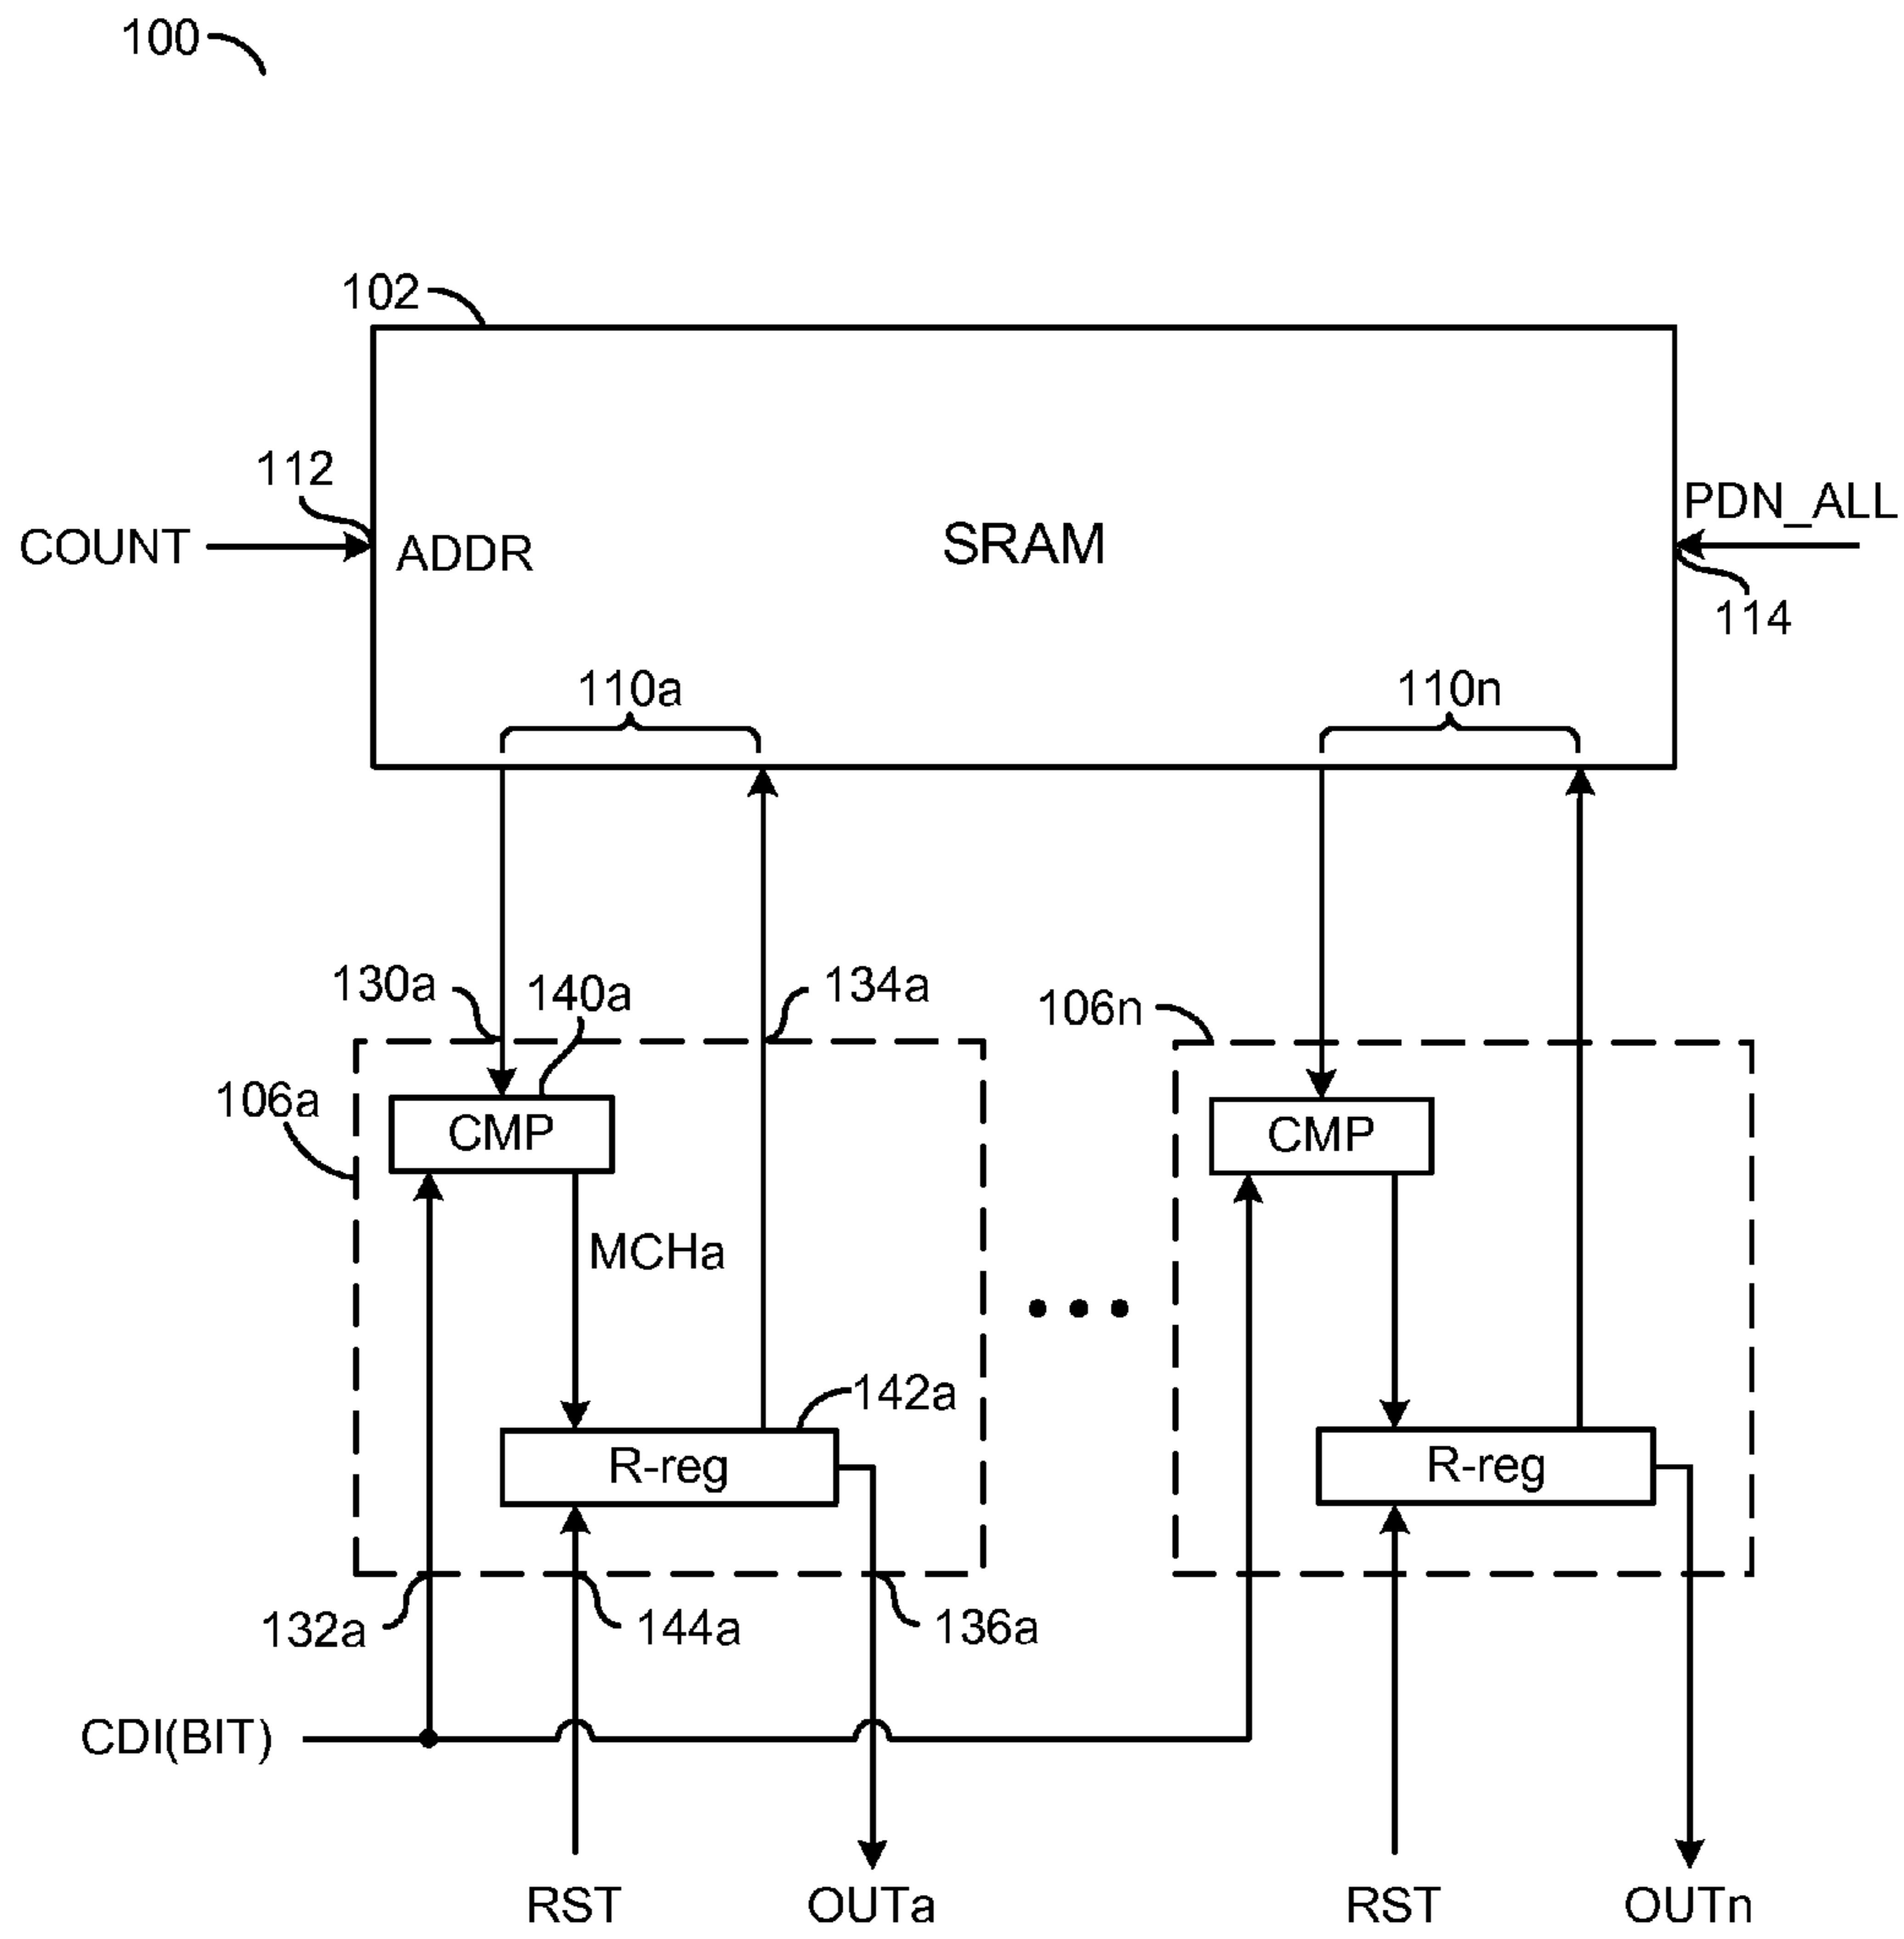 100
102
112
COUNT
ADDR
SRAM
PDN_ALL
114
110a
110n
130a
140a
134a
106n
106a
CMP
CMP
MCHa
142a
R-reg
R-reg
132a
144a
136a
CDI(BIT)
RST
OUTa
RST
OUTn